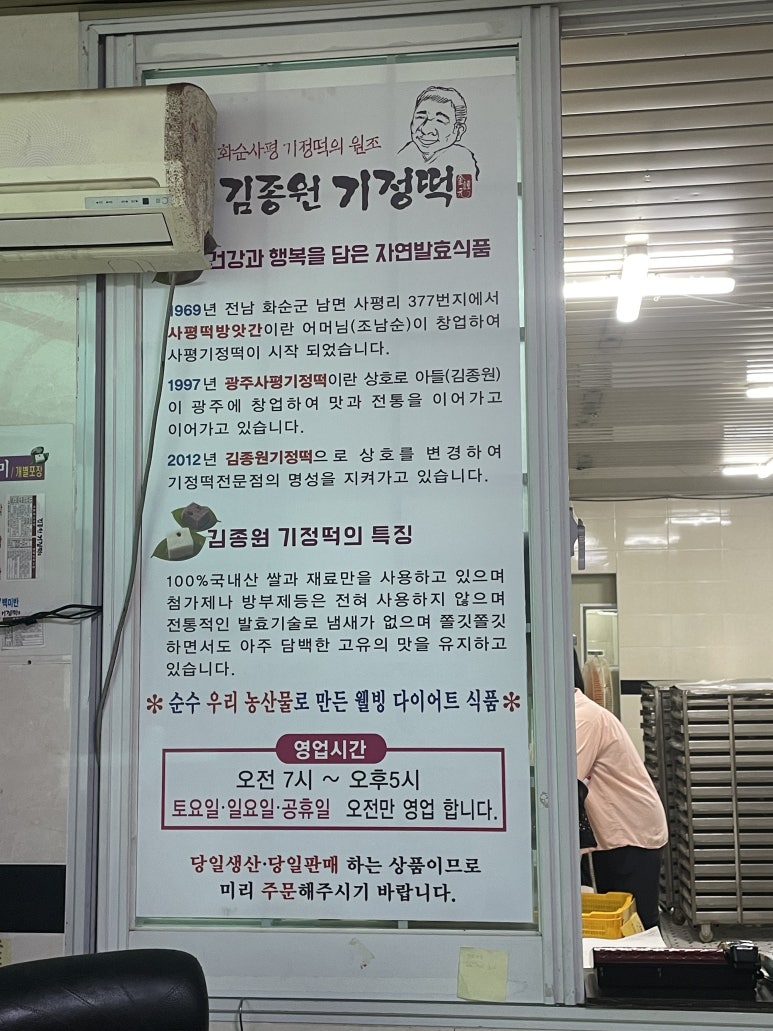 화순사평 기정떡의 원조
김종원 기정떡
건강과 행복을 담은 자연발효식품
1969년 전남 화순군 남면 사평리 377번지에서
사평떡방앗간이란 어머님(조남순)이 창업하여
사평기정떡이 시작 되었습니다.
1997년 광주사평기정떡이란 상호로 아들(김종원)
이 광주에 창업하여 맛과 전통을 이어가고
이어가고 있습니다.
2012년 김종원기정떡으로 상호를 변경하여
기정떡전문점의 명성을 지켜가고 있습니다.
김종원 기정떡의 특징
100%국내산 쌀과 재료만을 사용하고 있으며
첨가제나 방부제등은 전혀 사용하지 않으며
전통적인 발효기술로 냄새가 없으며 쫄깃쫄깃
하면서도 아주 담백한 고유의 맛을 유지하고
있습니다.
* 순수 우리 농산물로 만든 웰빙 다이어트 식품 *
영업시간
오전 7시 ~ 오후5시
토요일·일요일·공휴일 오전만 영업 합니다.
당일생산·당일판매 하는 상품이므로
미리 주문해주시기 바랍니다.
개별포장
백미반